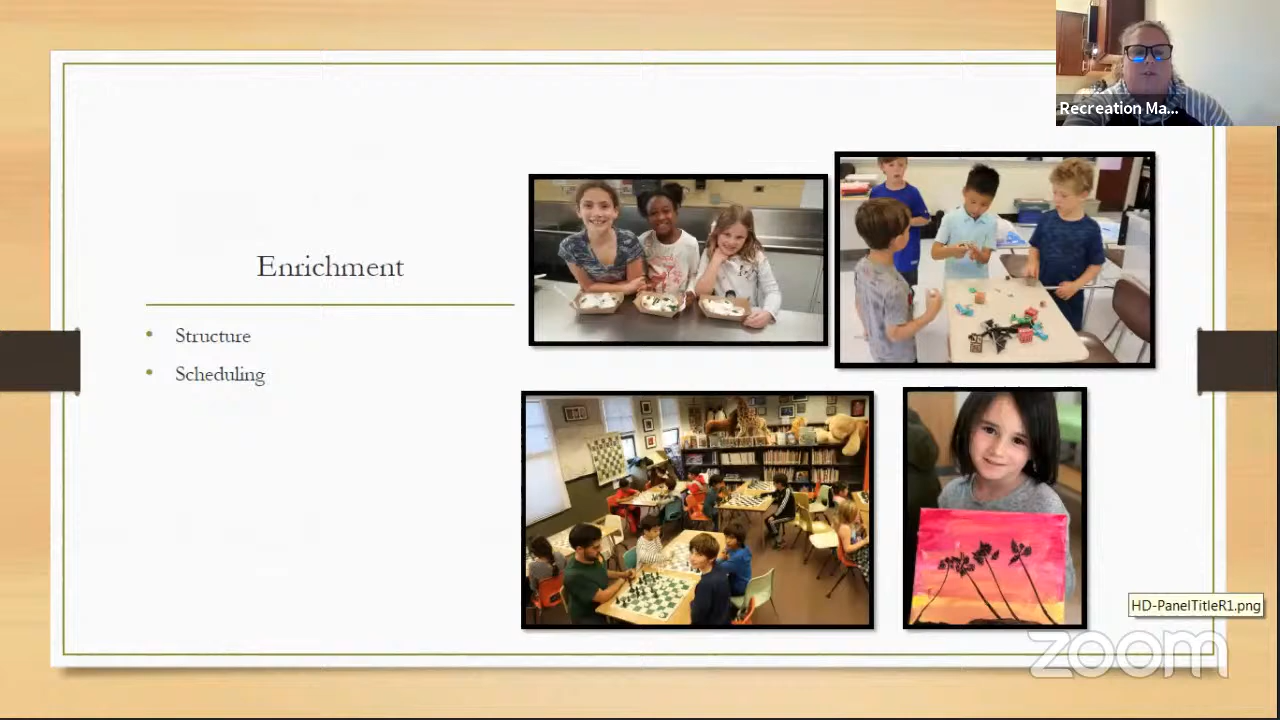 Recreation Ma...
Enrichment
• Structure
• Scheduling
HD-PanelTitleR1.png
zoom